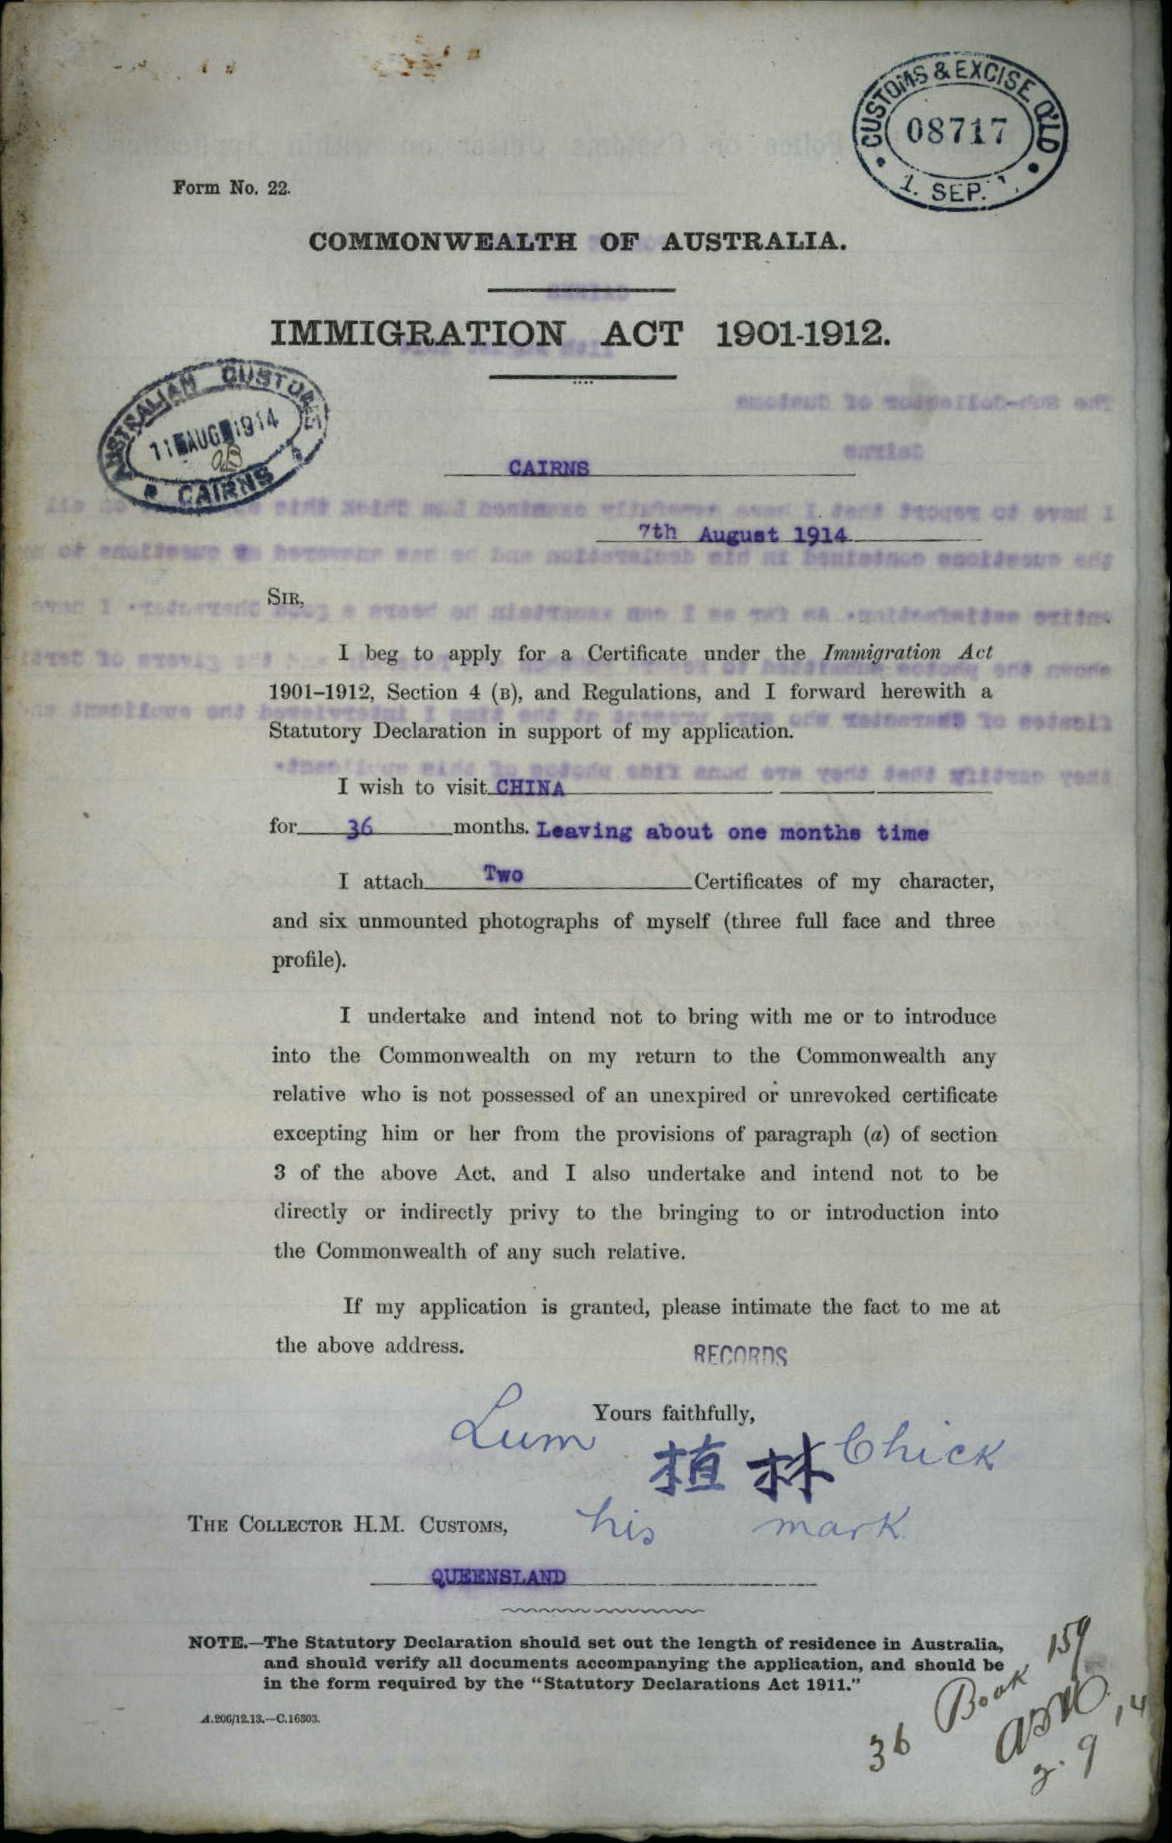 CUSTOMS & EXCISE Q'LD
08717
1. SEP.
Form No. 22.
COMMONWEALTH OF AUSTRALIA.
IMMIGRATION ACT 1901-1912.
AUSTRALIAN CUSTOMS
11 AUG 1914
CAIRNS
CAIRNS
7th August 1914
SIR,
I beg to apply for a Certificate under the Immigration Act
1901–1912, Section 4 (B), and Regulations, and I forward herewith a
Statutory Declaration in support of my application.
I wish to visit CHINA
for 36 months. Leaving about one months time
I attach Two Certificates of my character,
and six unmounted photographs of myself (three full face and three
profile).
I undertake and intend not to bring with me or to introduce
into the Commonwealth on my return to the Commonwealth any
relative who is not possessed of an unexpired or unrevoked certificate
excepting him or her from the provisions of paragraph (a) of section
3 of the above Act, and I also undertake and intend not to be
directly or indirectly privy to the bringing to or introduction into
the Commonwealth of any such relative.
If my application is granted, please intimate the fact to me at
the above address.
RECORDS
Yours faithfully,
Lum 植林 Chick
his mark
THE COLLECTOR H.M. CUSTOMS,
QUEENSLAND
NOTE.—The Statutory Declaration should set out the length of residence in Australia,
and should verify all documents accompanying the application, and should be
in the form required by the “Statutory Declarations Act 1911.”
A.206/12.13.—C.16303.
36 Book 159